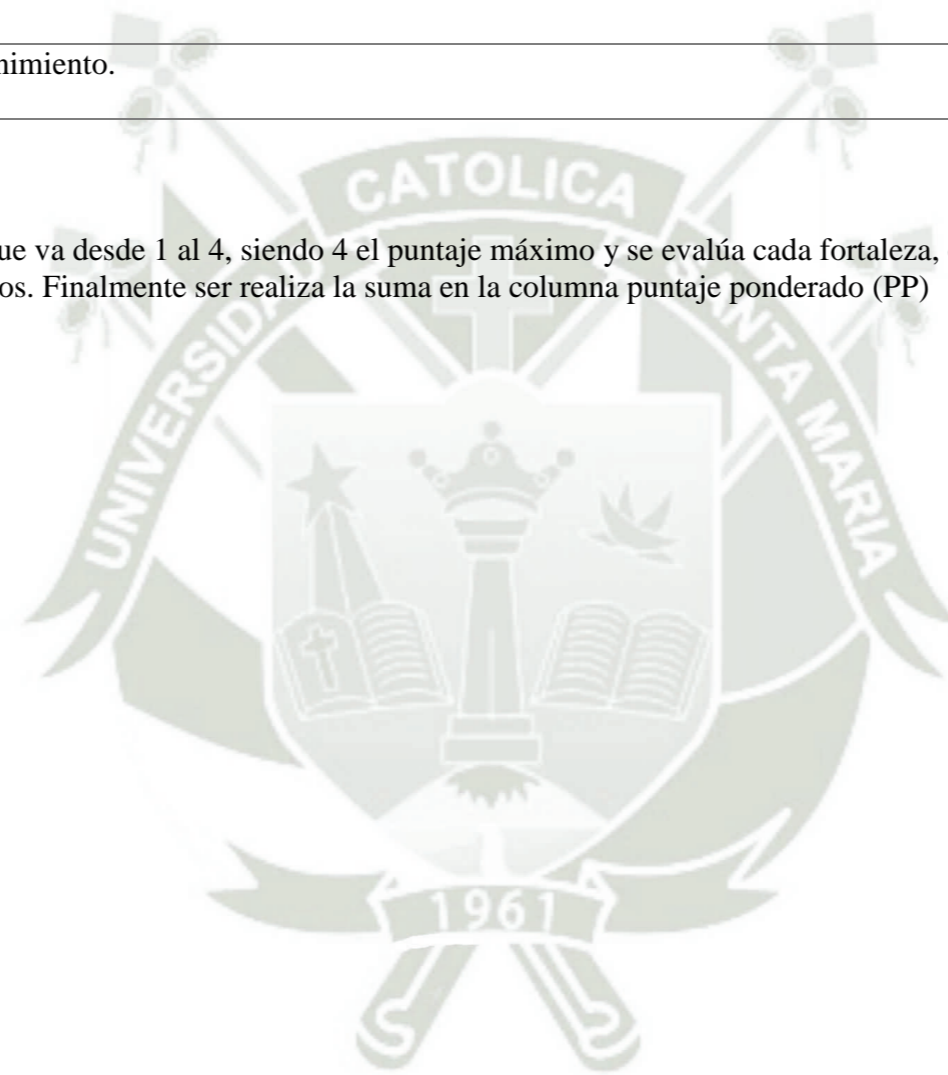 nimiento.
ue va desde 1 al 4, siendo 4 el puntaje máximo y se evalúa cada fortaleza,
os. Finalmente ser realiza la suma en la columna puntaje ponderado (PP)
UNIVERSIDAD CATOLICA SANTA MARIA
1961